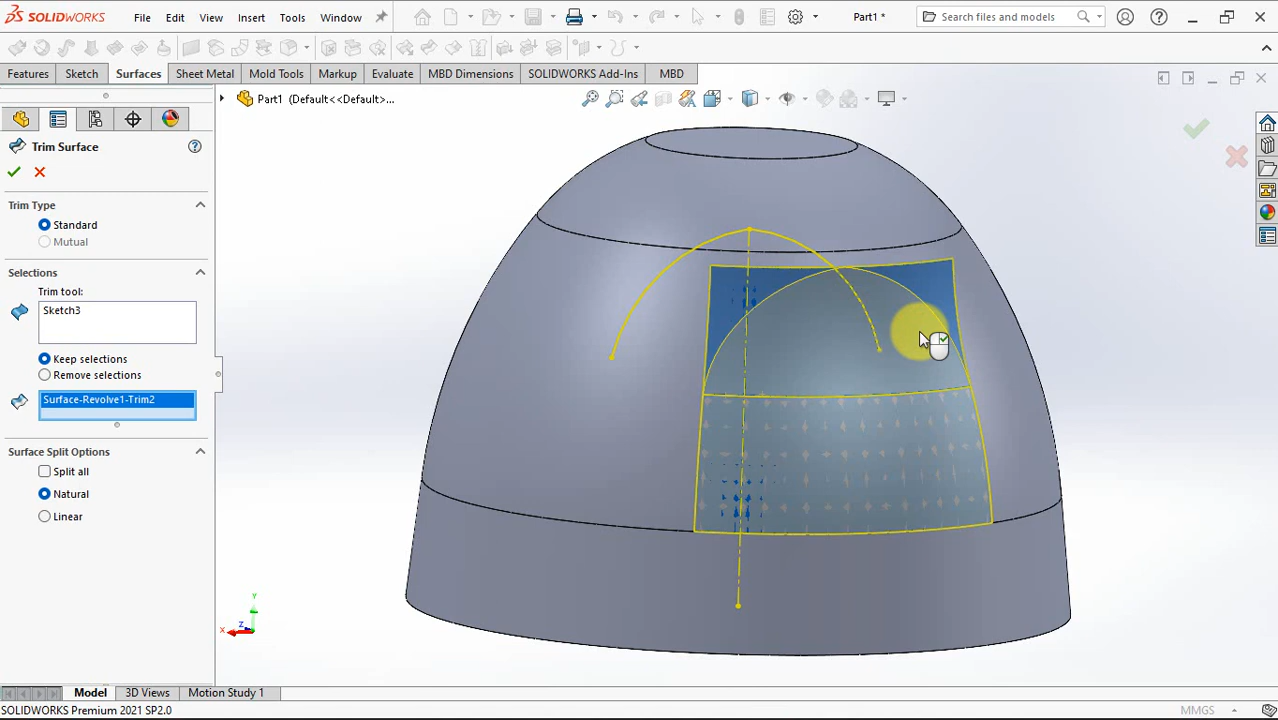 SOLIDWORKS File Edit View Insert Tools Window Part1 * Search files and models
Features Sketch Surfaces Sheet Metal Mold Tools Markup Evaluate MBD Dimensions SOLIDWORKS Add-Ins MBD
Part1 (Default<<Default>...
Trim Surface
Trim Type
Standard
Mutual
Selections
Trim tool:
Sketch3
Keep selections
Remove selections
Surface-Revolve1-Trim2
Surface Split Options
Split all
Natural
Linear
Y
X
Z
Model 3D Views Motion Study 1
SOLIDWORKS Premium 2021 SP2.0 MMGS